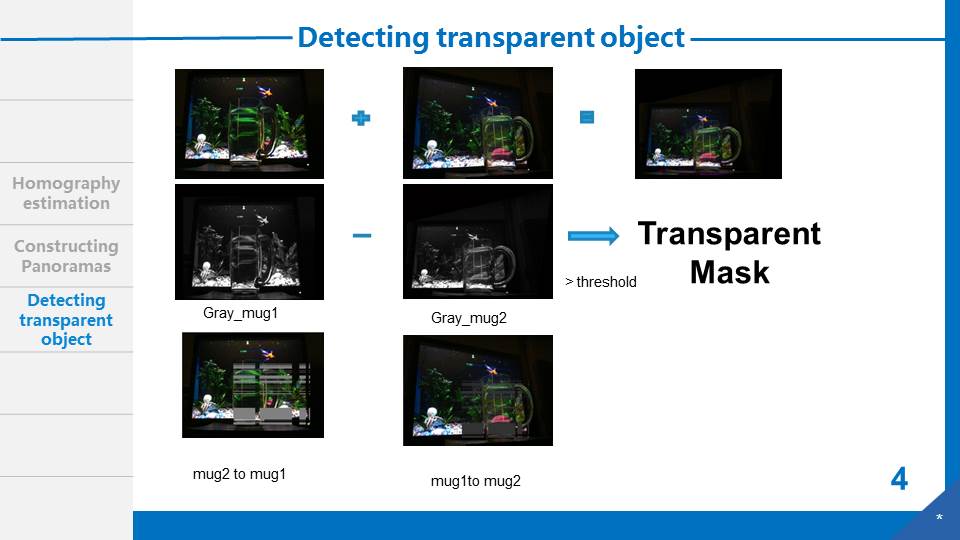 Detecting transparent object
Homography
estimation
Constructing
Panoramas
Detecting
transparent
object
Transparent
Mask
> threshold
Gray_mug1
Gray_mug2
mug2 to mug1
mug1to mug2
4
*